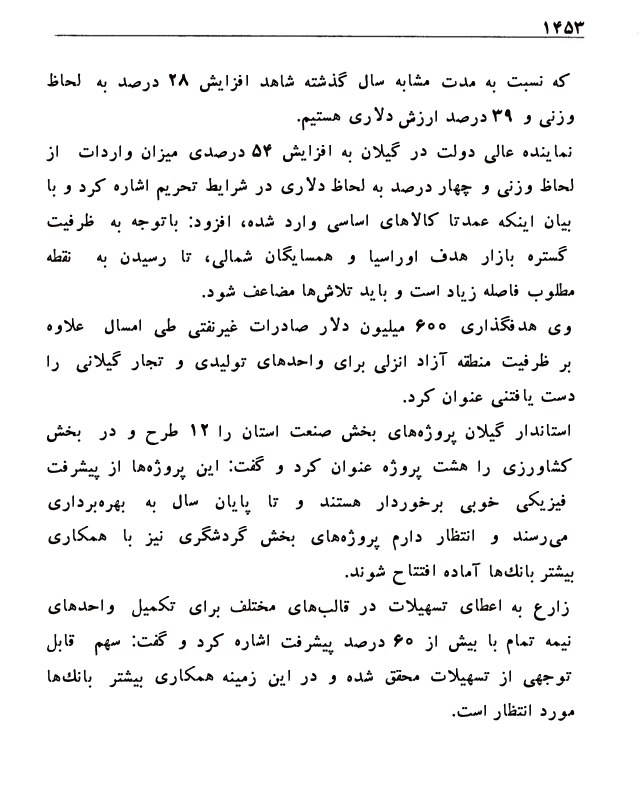 ۱۴۵۳
که نسبت به مدت مشابه سال گذشته شاهد افزایش ۲۸ درصد به لحاظ
وزنی و ۳۹ درصد ارزش دلاری هستیم.
نماینده عالی دولت در گیلان به افزایش ۵۴ درصدی میزان واردات از
لحاظ وزنی و چهار درصد به لحاظ دلاری در شرایط تحریم اشاره کرد و با
بیان اینکه عمدتا کالاهای اساسی وارد شده، افزود: باتوجه به ظرفیت
گستره بازار هدف اوراسیا و همسایگان شمالی، تا رسیدن به نقطه
مطلوب فاصله زیاد است و باید تلاش‌ها مضاعف شود.
وی هدفگذاری ۶۰۰ میلیون دلار صادرات غیرنفتی طی امسال علاوه
بر ظرفیت منطقه آزاد انزلی برای واحدهای تولیدی و تجار گیلانی را
دست یافتنی عنوان کرد.
استاندار گیلان پروژه‌های بخش صنعت استان را ۱۲ طرح و در بخش
کشاورزی را هشت پروژه عنوان کرد و گفت: این پروژه‌ها از پیشرفت
فیزیکی خوبی برخوردار هستند و تا پایان سال به بهره‌برداری
می‌رسند و انتظار دارم پروژه‌های بخش گردشگری نیز با همکاری
بیشتر بانك‌ها آماده افتتاح شوند.
زارع به اعطای تسهیلات در قالب‌های مختلف برای تکمیل واحدهای
نیمه تمام با بیش از ۶۰ درصد پیشرفت اشاره کرد و گفت: سهم قابل
توجهی از تسهیلات محقق شده و در این زمینه همکاری بیشتر بانك‌ها
مورد انتظار است.